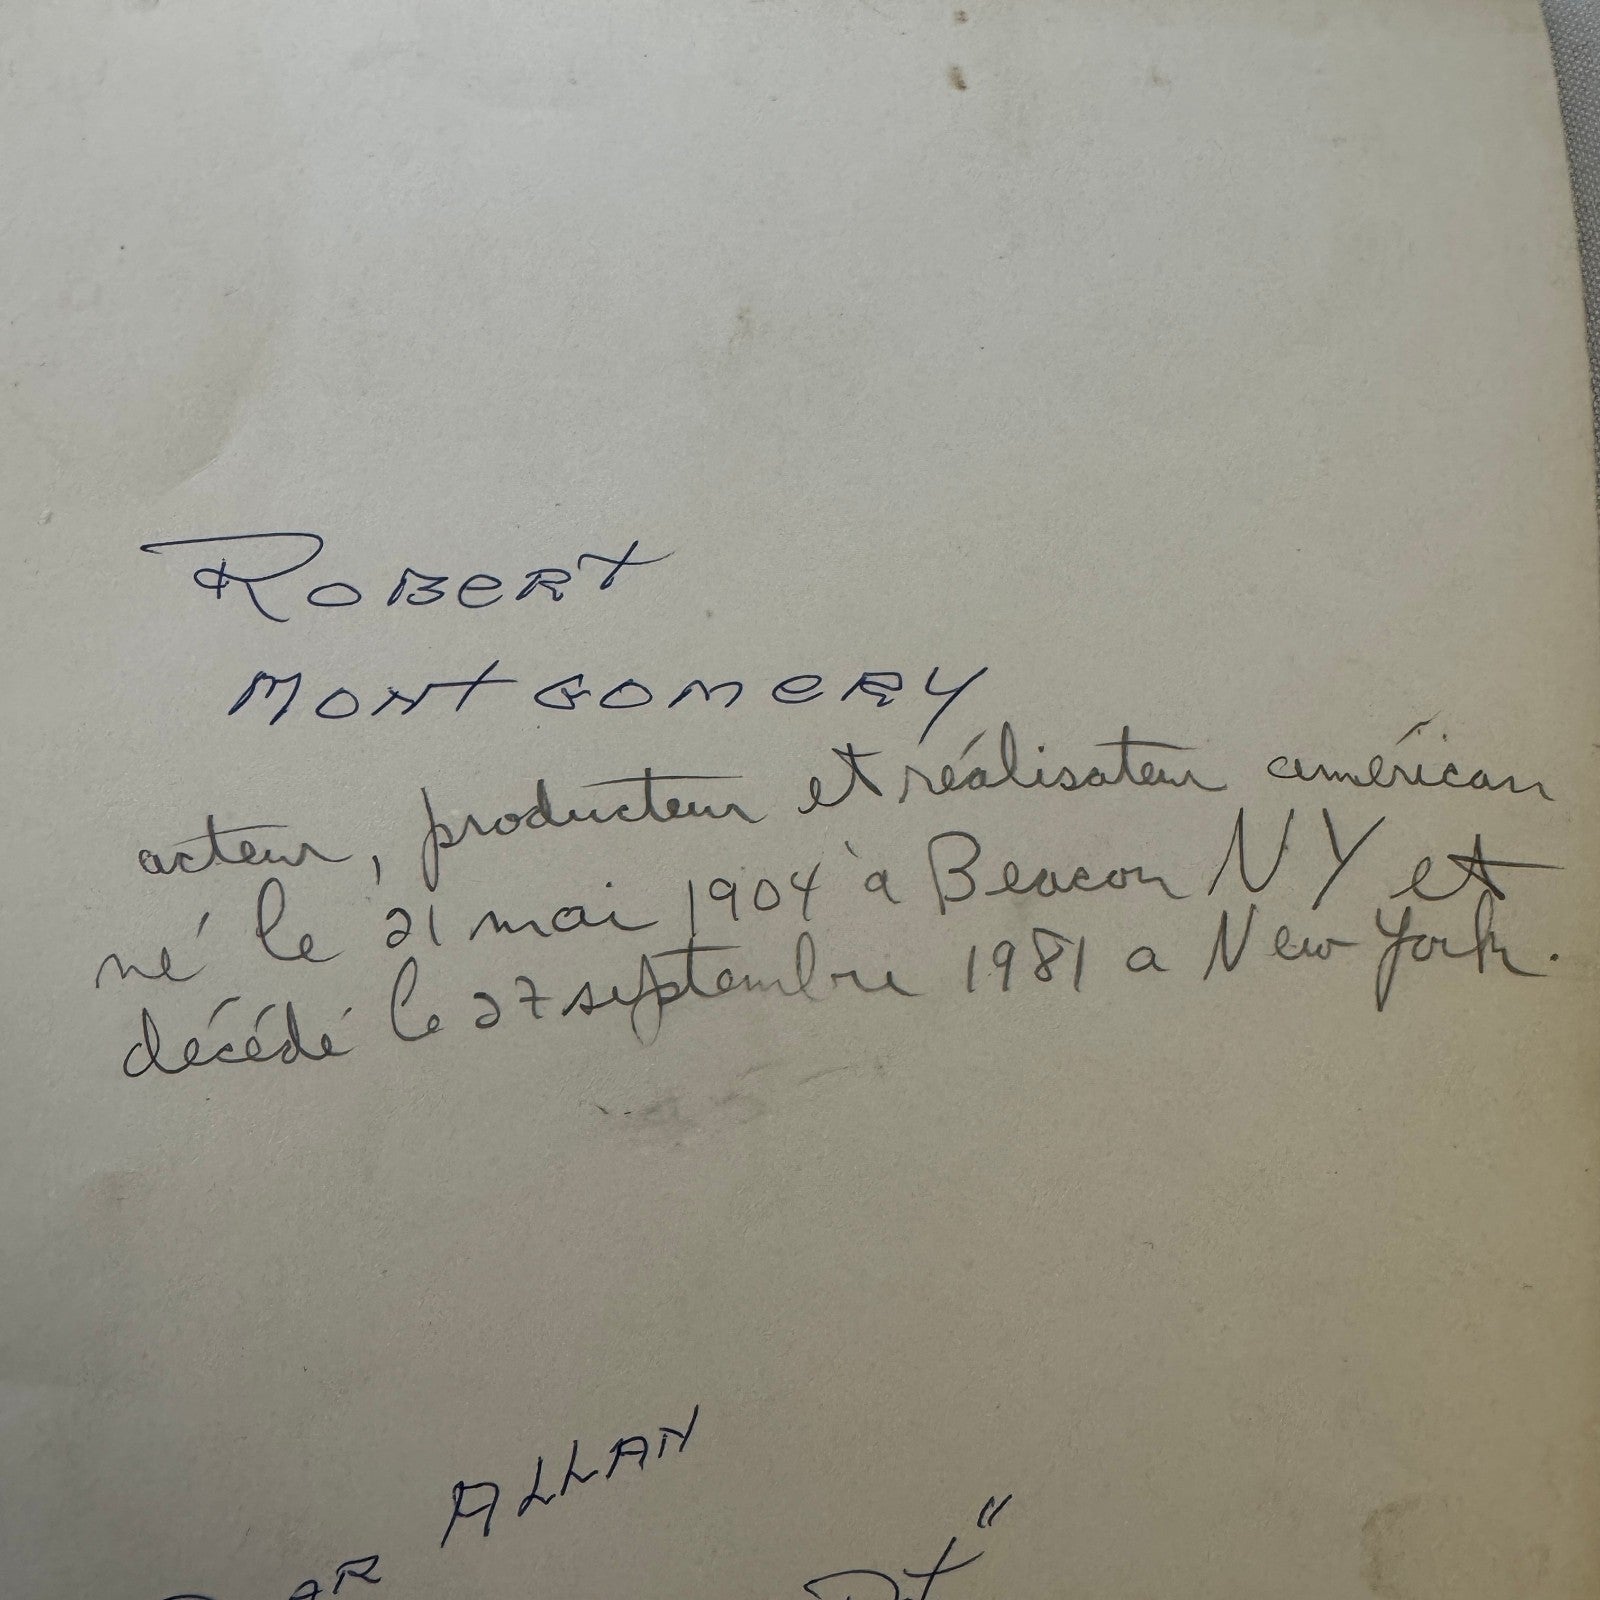 Robert
Montgomery
acteur, producteur et réalisateur américan
né le 21 mai 1904 à Beacon NY et
décédé le 27 septembre 1981 a New York.
ALLAN